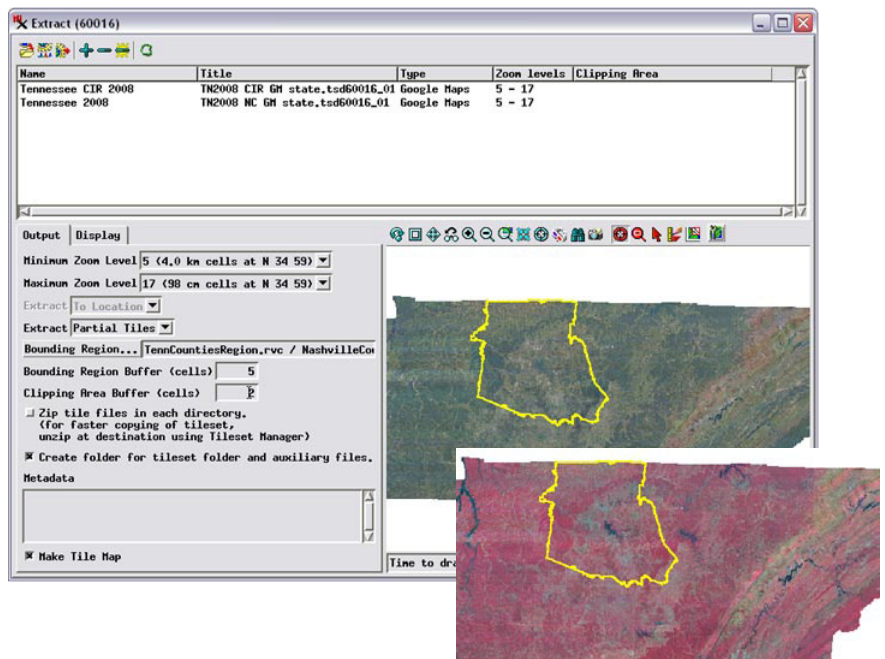 Extract (60016)
Name Title Type Zoom levels Clipping Area
Tennessee CIR 2008 TN2008 CIR GM state.tsd60016_01 Google Maps 5 - 17
Tennessee 2008 TN2008 NC GM state.tsd60016_01 Google Maps 5 - 17
Output Display
Minimum Zoom Level 5 (4.0 km cells at N 34 59)
Maximum Zoom Level 17 (98 cm cells at N 34 59)
Extract To Location
Extract Partial Tiles
Bounding Region... TennCountiesRegion.rvc / NashvilleCou
Bounding Region Buffer (cells) 5
Clipping Area Buffer (cells)
Zip tile files in each directory.
(for faster copying of tileset,
unzip at destination using Tileset Manager)
Create folder for tileset folder and auxiliary files.
Metadata
Make Tile Map
Time to dra